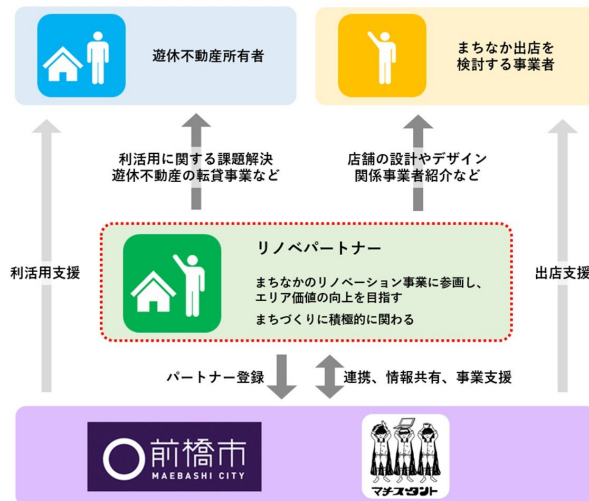 遊休不動産所有者
まちなか出店を
検討する事業者
利活用に関する課題解決
遊休不動産の転貸事業など
店舗の設計やデザイン
関係事業者紹介など
リノベパートナー
まちなかのリノベーション事業に参画し、
エリア価値の向上を目指す
まちづくりに積極的に関わる
利活用支援
出店支援
パートナー登録
連携、情報共有、事業支援
前橋市
MAEBASHI CITY
マチスタント